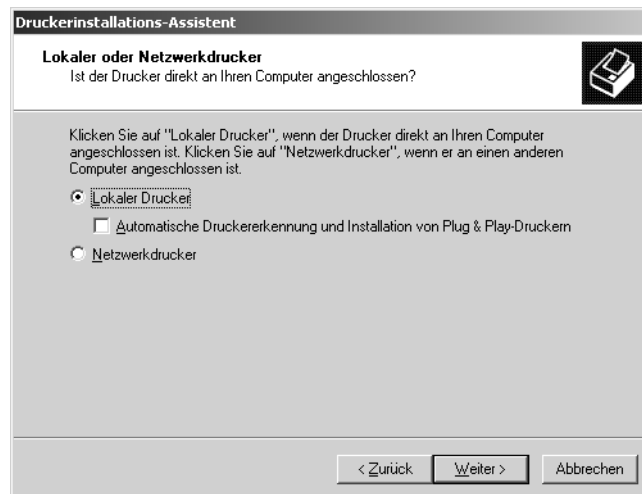 Druckerinstallations-Assistent
Lokaler oder Netzwerkdrucker
Ist der Drucker direkt an Ihren Computer angeschlossen?
Klicken Sie auf "Lokaler Drucker", wenn der Drucker direkt an Ihren Computer
angeschlossen ist. Klicken Sie auf "Netzwerkdrucker", wenn er an einen anderen
Computer angeschlossen ist.
Lokaler Drucker
Automatische Druckererkennung und Installation von Plug & Play-Druckern
Netzwerkdrucker
< Zurück Weiter > Abbrechen